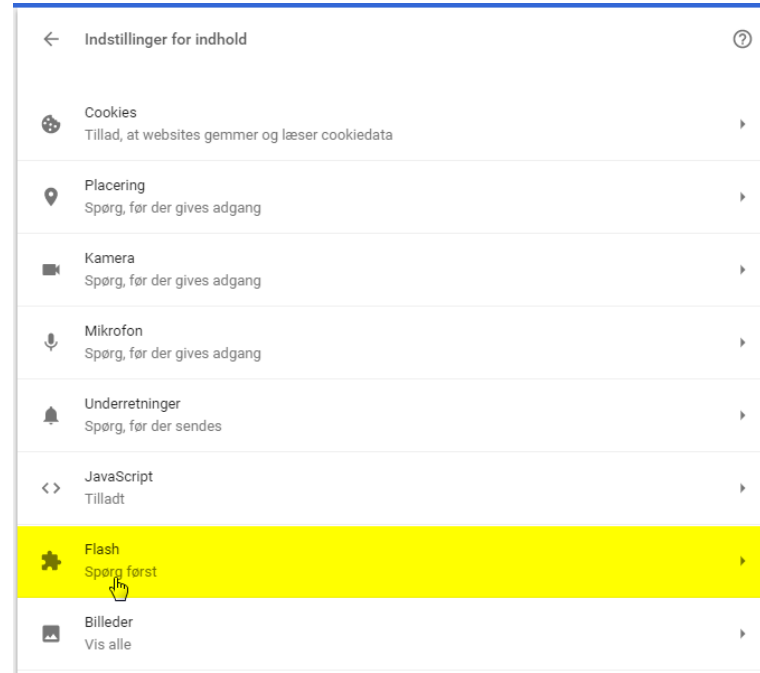 Indstillinger for indhold
Cookies
Tillad, at websites gemmer og læser cookiedata
Placering
Spørg, før der gives adgang
Kamera
Spørg, før der gives adgang
Mikrofon
Spørg, før der gives adgang
Underretninger
Spørg, før der sendes
JavaScript
Tilladt
Flash
Spørg først
Billeder
Vis alle